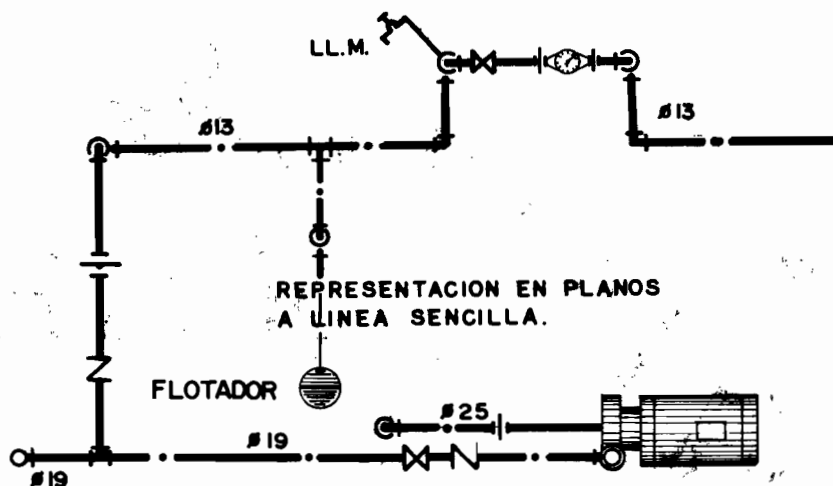 LL.M.
ø13
ø13
REPRESENTACION EN PLANOS
A LINEA SENCILLA.
FLOTADOR
ø25
ø19
ø19